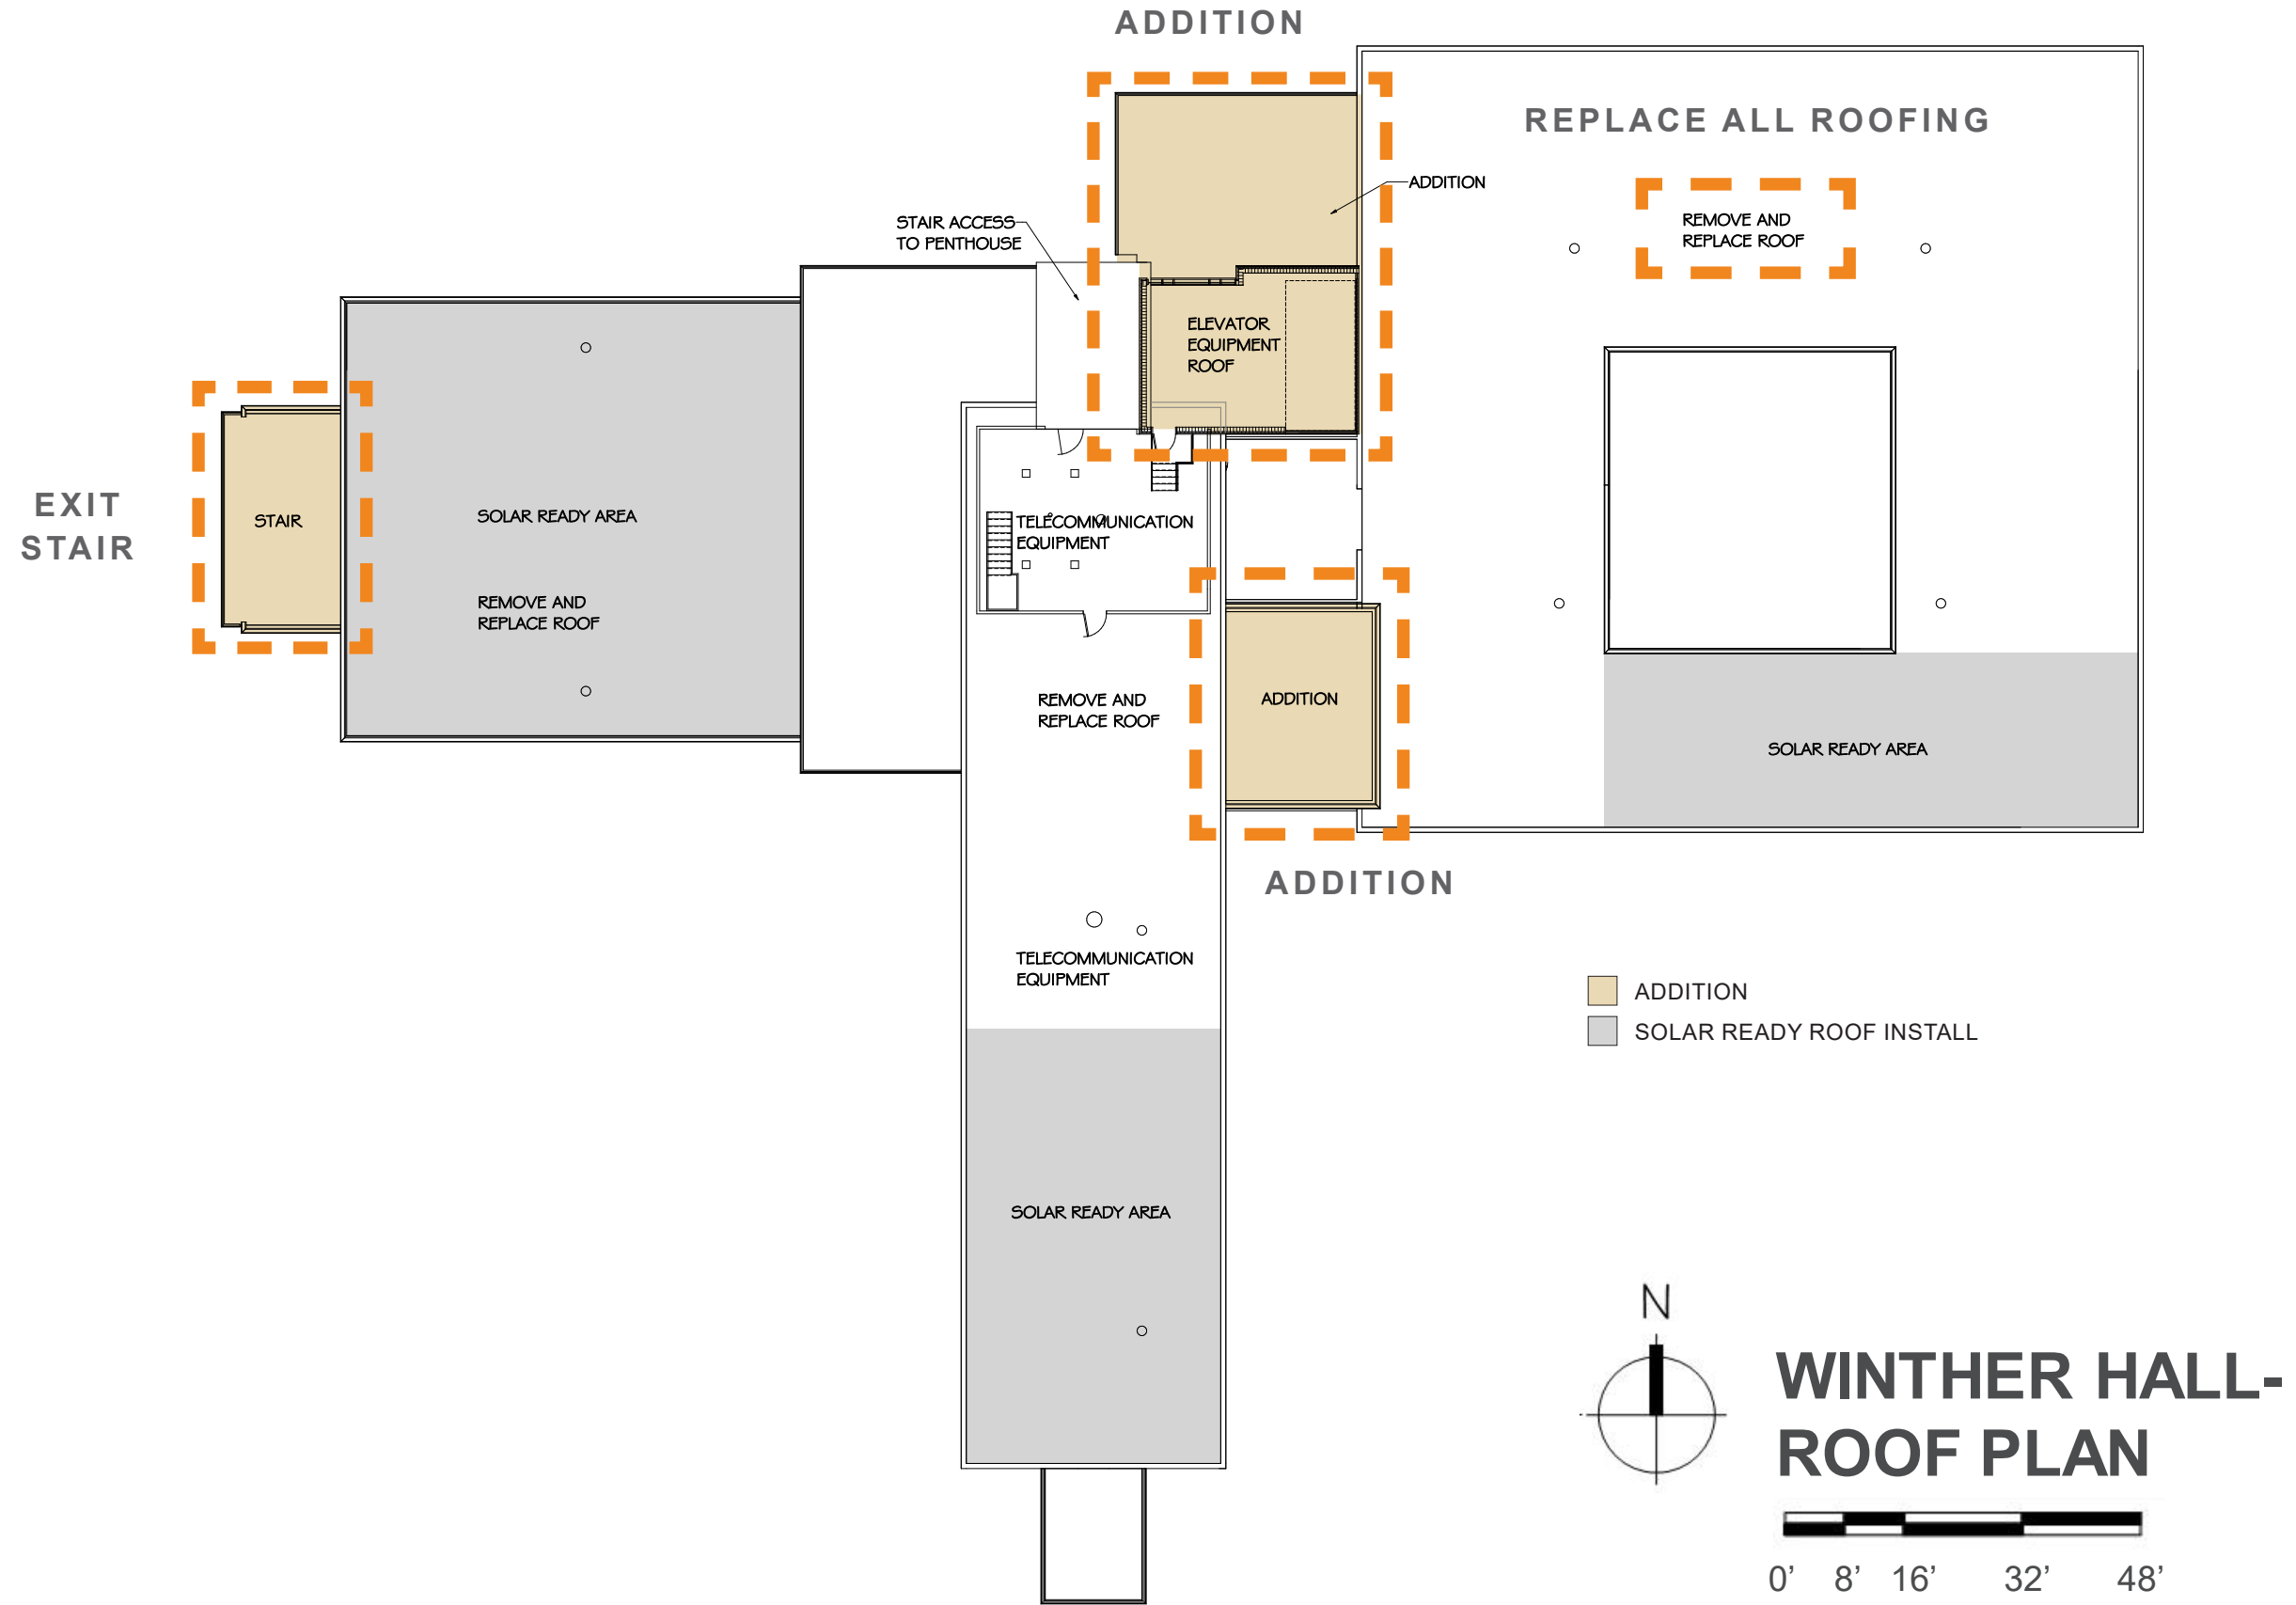 ADDITION
REPLACE ALL ROOFING
ADDITION
REMOVE AND
REPLACE ROOF
STAIR ACCESS
TO PENTHOUSE
ELEVATOR
EQUIPMENT
ROOF
EXIT
STAIR
STAIR
SOLAR READY AREA
TELECOMMUNICATION
EQUIPMENT
REMOVE AND
REPLACE ROOF
REMOVE AND
REPLACE ROOF
ADDITION
SOLAR READY AREA
ADDITION
TELECOMMUNICATION
EQUIPMENT
ADDITION
SOLAR READY ROOF INSTALL
SOLAR READY AREA
N
WINTHER HALL-
ROOF PLAN
0’ 8’ 16’ 32’ 48’